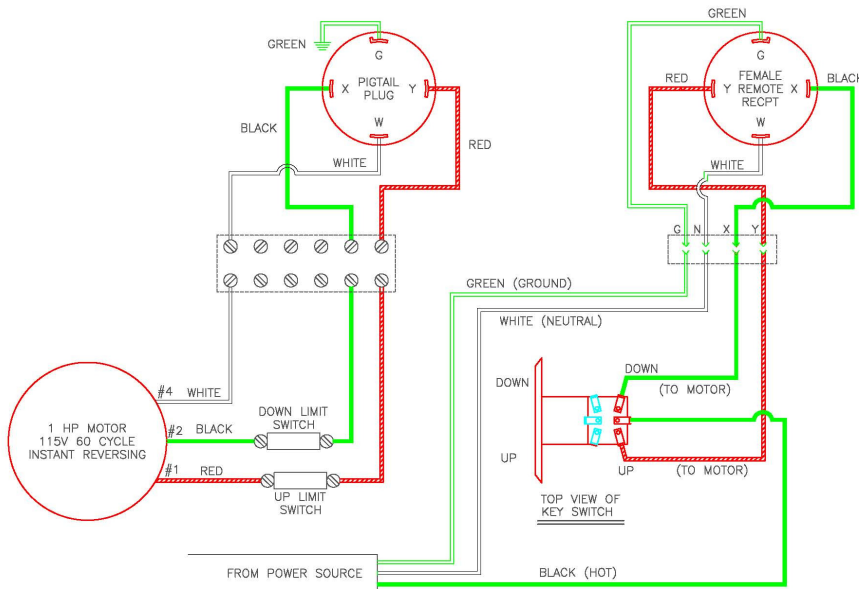 GREEN
G
PIGTAIL
PLUG
X
Y
W
BLACK
WHITE
RED
GREEN
G
FEMALE
REMOTE
RECPT
Y
X
W
RED
BLACK
WHITE
G N X Y
GREEN (GROUND)
WHITE (NEUTRAL)
#4 WHITE
#2 BLACK
#1 RED
1 HP MOTOR
115V 60 CYCLE
INSTANT REVERSING
DOWN LIMIT
SWITCH
UP LIMIT
SWITCH
DOWN
DOWN
(TO MOTOR)
UP
UP
(TO MOTOR)
TOP VIEW OF
KEY SWITCH
FROM POWER SOURCE
BLACK (HOT)